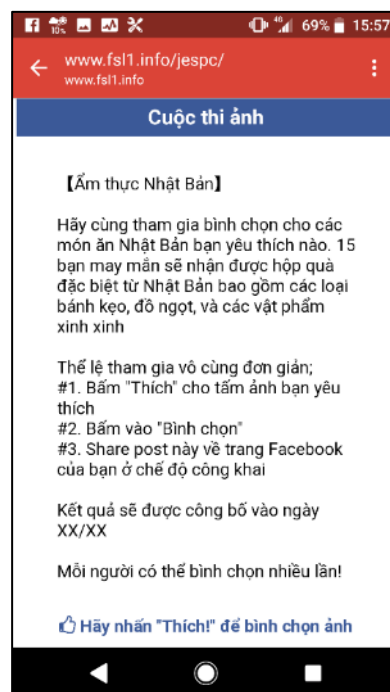 10%
4G
69%
15:57
www.fsl1.info/jespc/
www.fsl1.info
Cuộc thi ảnh
【Ẩm thực Nhật Bản】
Hãy cùng tham gia bình chọn cho các
món ăn Nhật Bản bạn yêu thích nào. 15
bạn may mắn sẽ nhận được hộp quà
đặc biệt từ Nhật Bản bao gồm các loại
bánh kẹo, đồ ngọt, và các vật phẩm
xinh xinh
Thể lệ tham gia vô cùng đơn giản;
#1. Bấm "Thích" cho tấm ảnh bạn yêu
thích
#2. Bấm vào "Bình chọn"
#3. Share post này về trang Facebook
của bạn ở chế độ công khai
Kết quả sẽ được công bố vào ngày
XX/XX
Mỗi người có thể bình chọn nhiều lần!
Hãy nhấn "Thích!" để bình chọn ảnh